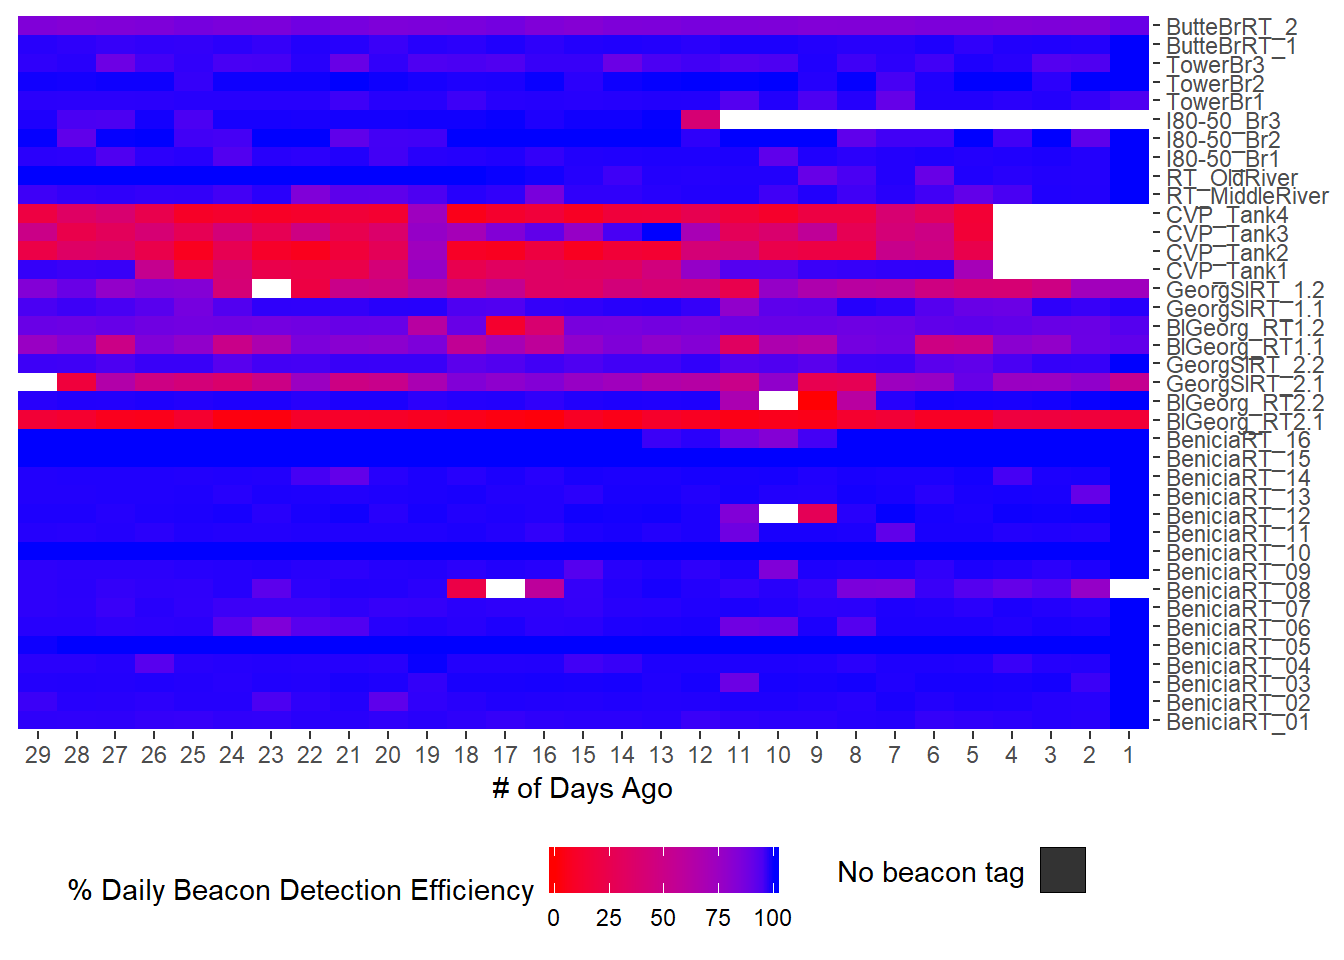 ButteBrRT_2
ButteBrRT_1
TowerBr3
TowerBr2
TowerBr1
I80-50_Br3
I80-50_Br2
I80-50_Br1
RT_OldRiver
RT_MiddleRiver
CVP_Tank4
CVP_Tank3
CVP_Tank2
CVP_Tank1
GeorgSlRT_1.2
GeorgSlRT_1.1
BlGeorg_RT1.2
BlGeorg_RT1.1
GeorgSlRT_2.2
GeorgSlRT_2.1
BlGeorg_RT2.2
BlGeorg_RT2.1
BeniciaRT_16
BeniciaRT_15
BeniciaRT_14
BeniciaRT_13
BeniciaRT_12
BeniciaRT_11
BeniciaRT_10
BeniciaRT_09
BeniciaRT_08
BeniciaRT_07
BeniciaRT_06
BeniciaRT_05
BeniciaRT_04
BeniciaRT_03
BeniciaRT_02
BeniciaRT_01
29 28 27 26 25 24 23 22 21 20 19 18 17 16 15 14 13 12 11 10 9 8 7 6 5 4 3 2 1
# of Days Ago
% Daily Beacon Detection Efficiency
0 25 50 75 100
No beacon tag